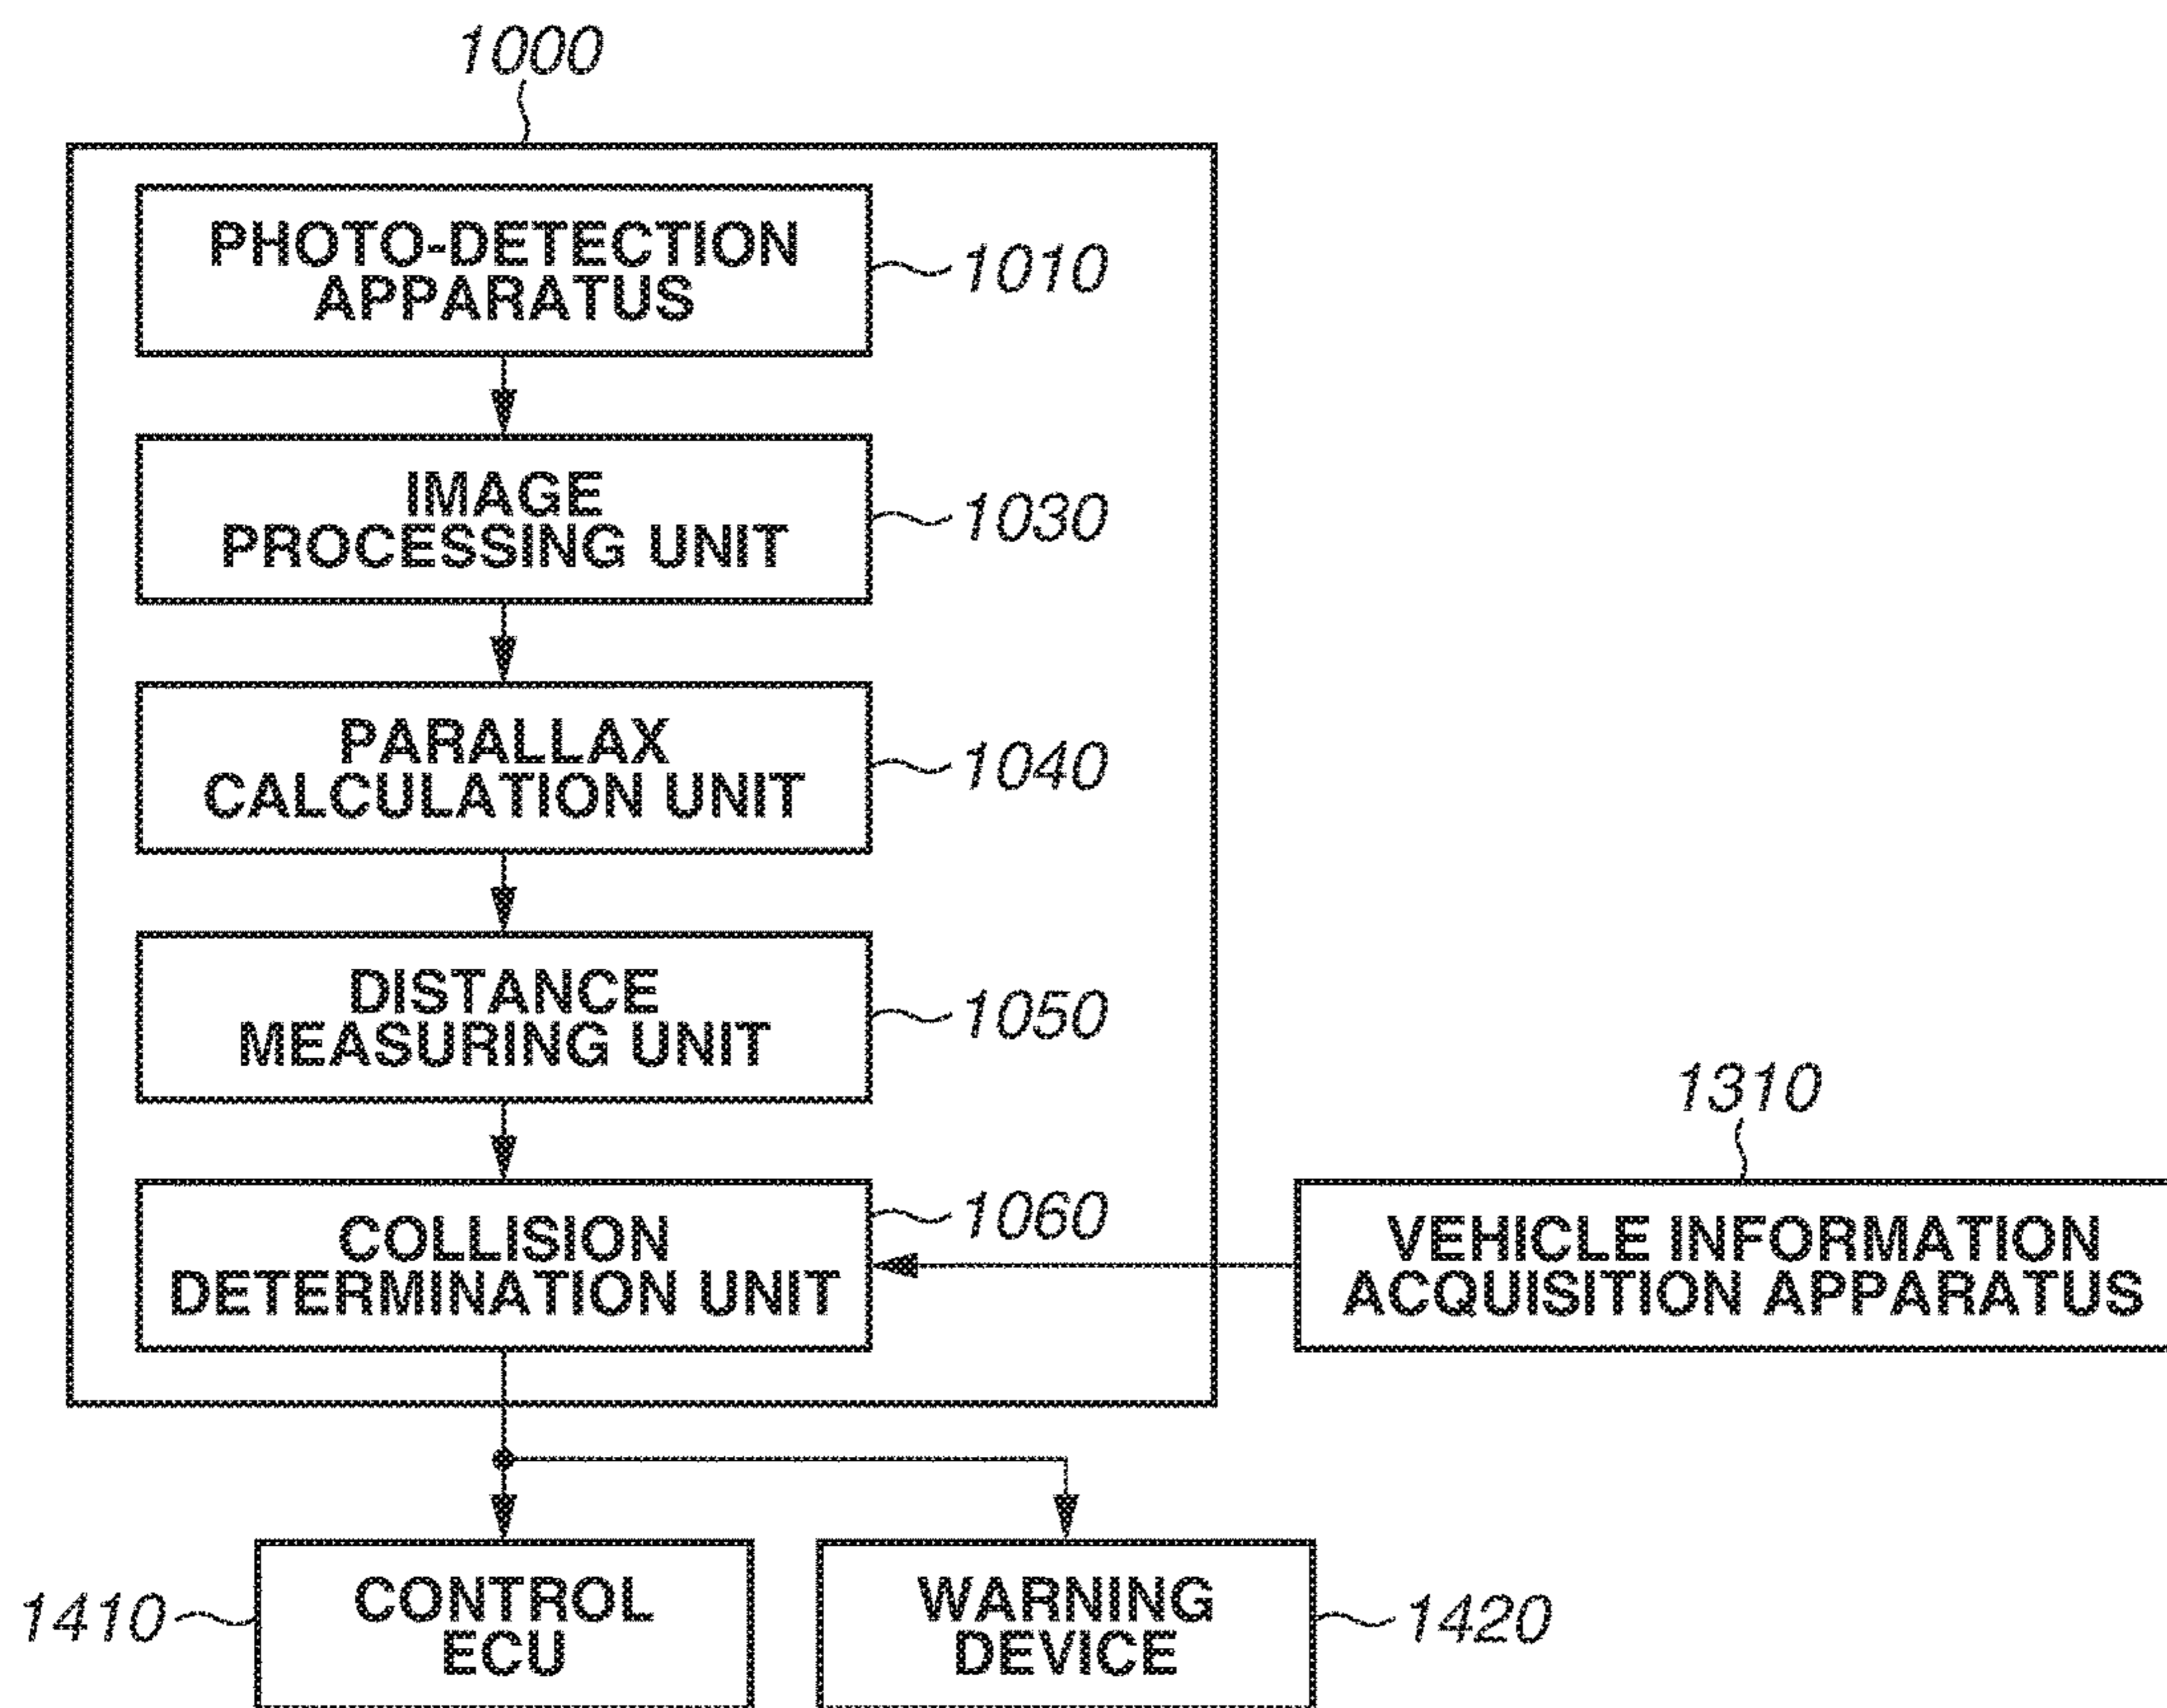 1000
PHOTO-DETECTION
APPARATUS
1010
IMAGE
PROCESSING UNIT
1030
PARALLAX
CALCULATION UNIT
1040
DISTANCE
MEASURING UNIT
1050
COLLISION
DETERMINATION UNIT
1060
1310
VEHICLE INFORMATION
ACQUISITION APPARATUS
1410
CONTROL
ECU
WARNING
DEVICE
1420